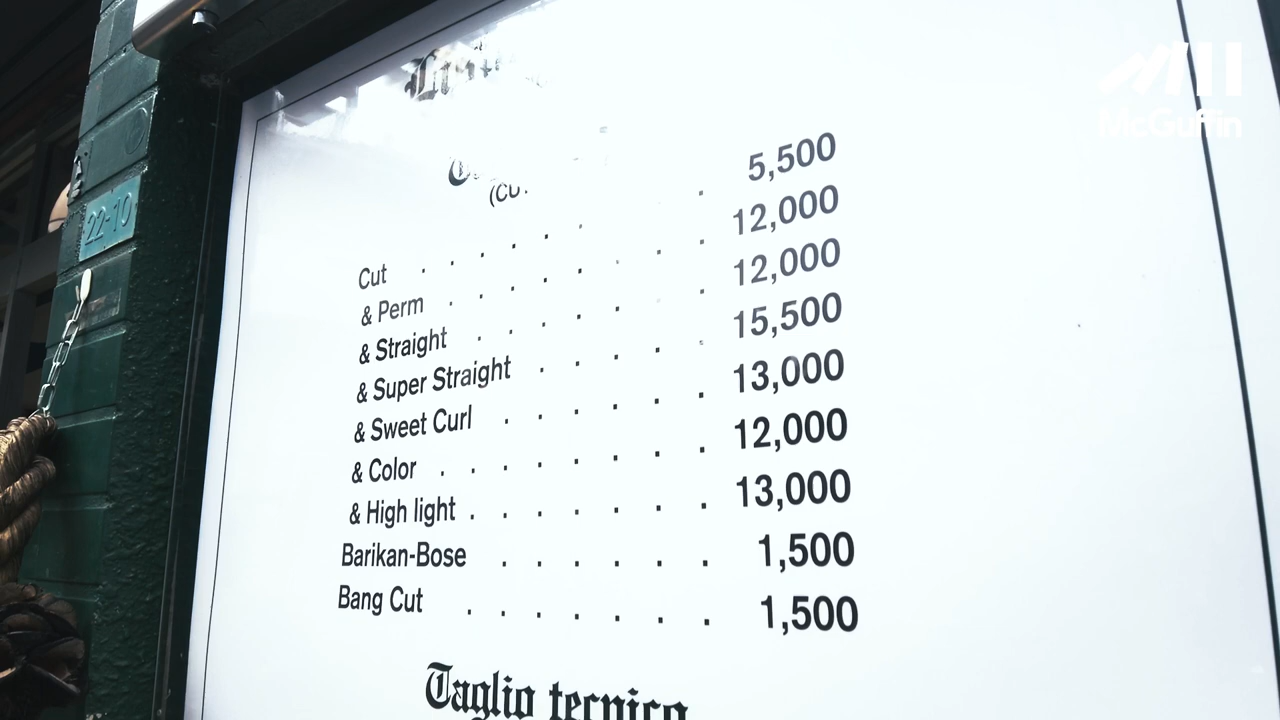 McGuffin
22-10
Cut . . . . . . . 5,500
& Perm . . . . . . . 12,000
& Straight . . . . . . . 12,000
& Super Straight . . . . . 15,500
& Sweet Curl . . . . . . 13,000
& Color . . . . . . . . 12,000
& High light . . . . . . . 13,000
Barikan-Bose . . . . . . 1,500
Bang Cut . . . . . . . 1,500
Taglio tecnico